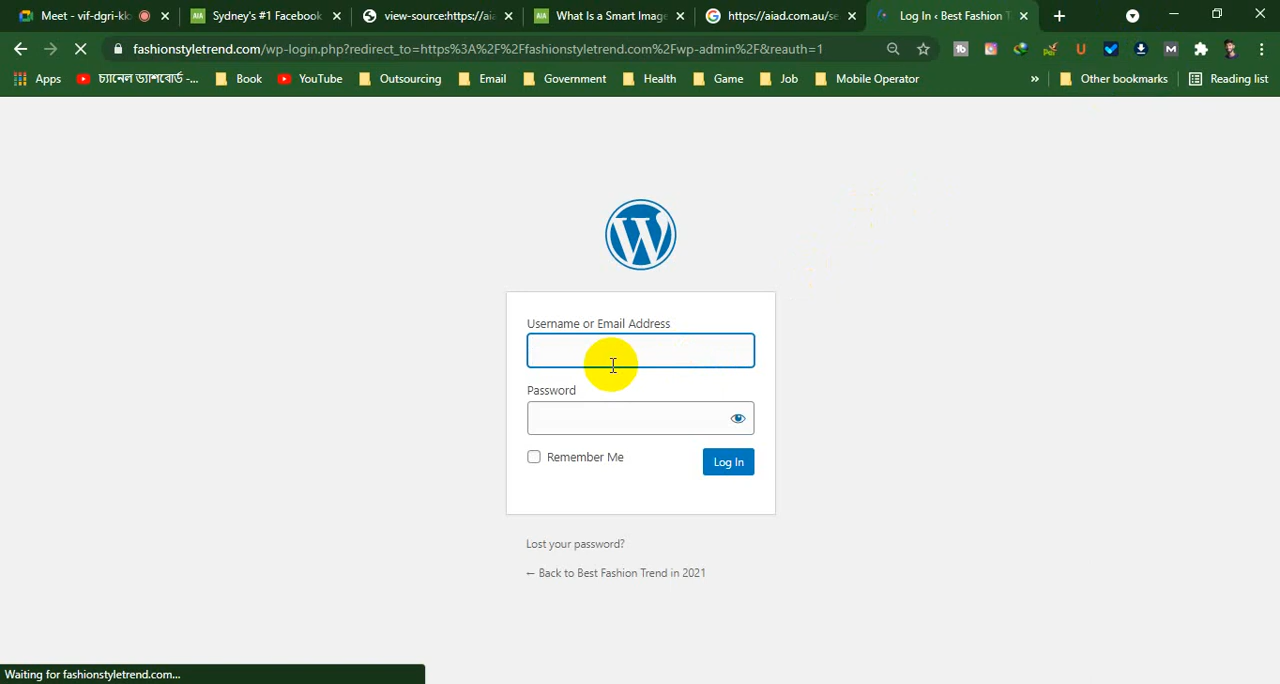 Meet - vif-dgri-kk
Sydney's #1 Facebook
view-source:https://aia
What Is a Smart Image
https://aiad.com.au/se
Log In ‹ Best Fashion T
fashionstyletrend.com/wp-login.php?redirect_to=https%3A%2F%2Ffashionstyletrend.com%2Fwp-admin%2F&reauth=1
Apps
চ্যানেল ড্যাশবোর্ড -...
Book
YouTube
Outsourcing
Email
Government
Health
Game
Job
Mobile Operator
»
Other bookmarks
Reading list
Username or Email Address
Password
Remember Me
Log In
Lost your password?
← Back to Best Fashion Trend in 2021
Waiting for fashionstyletrend.com...